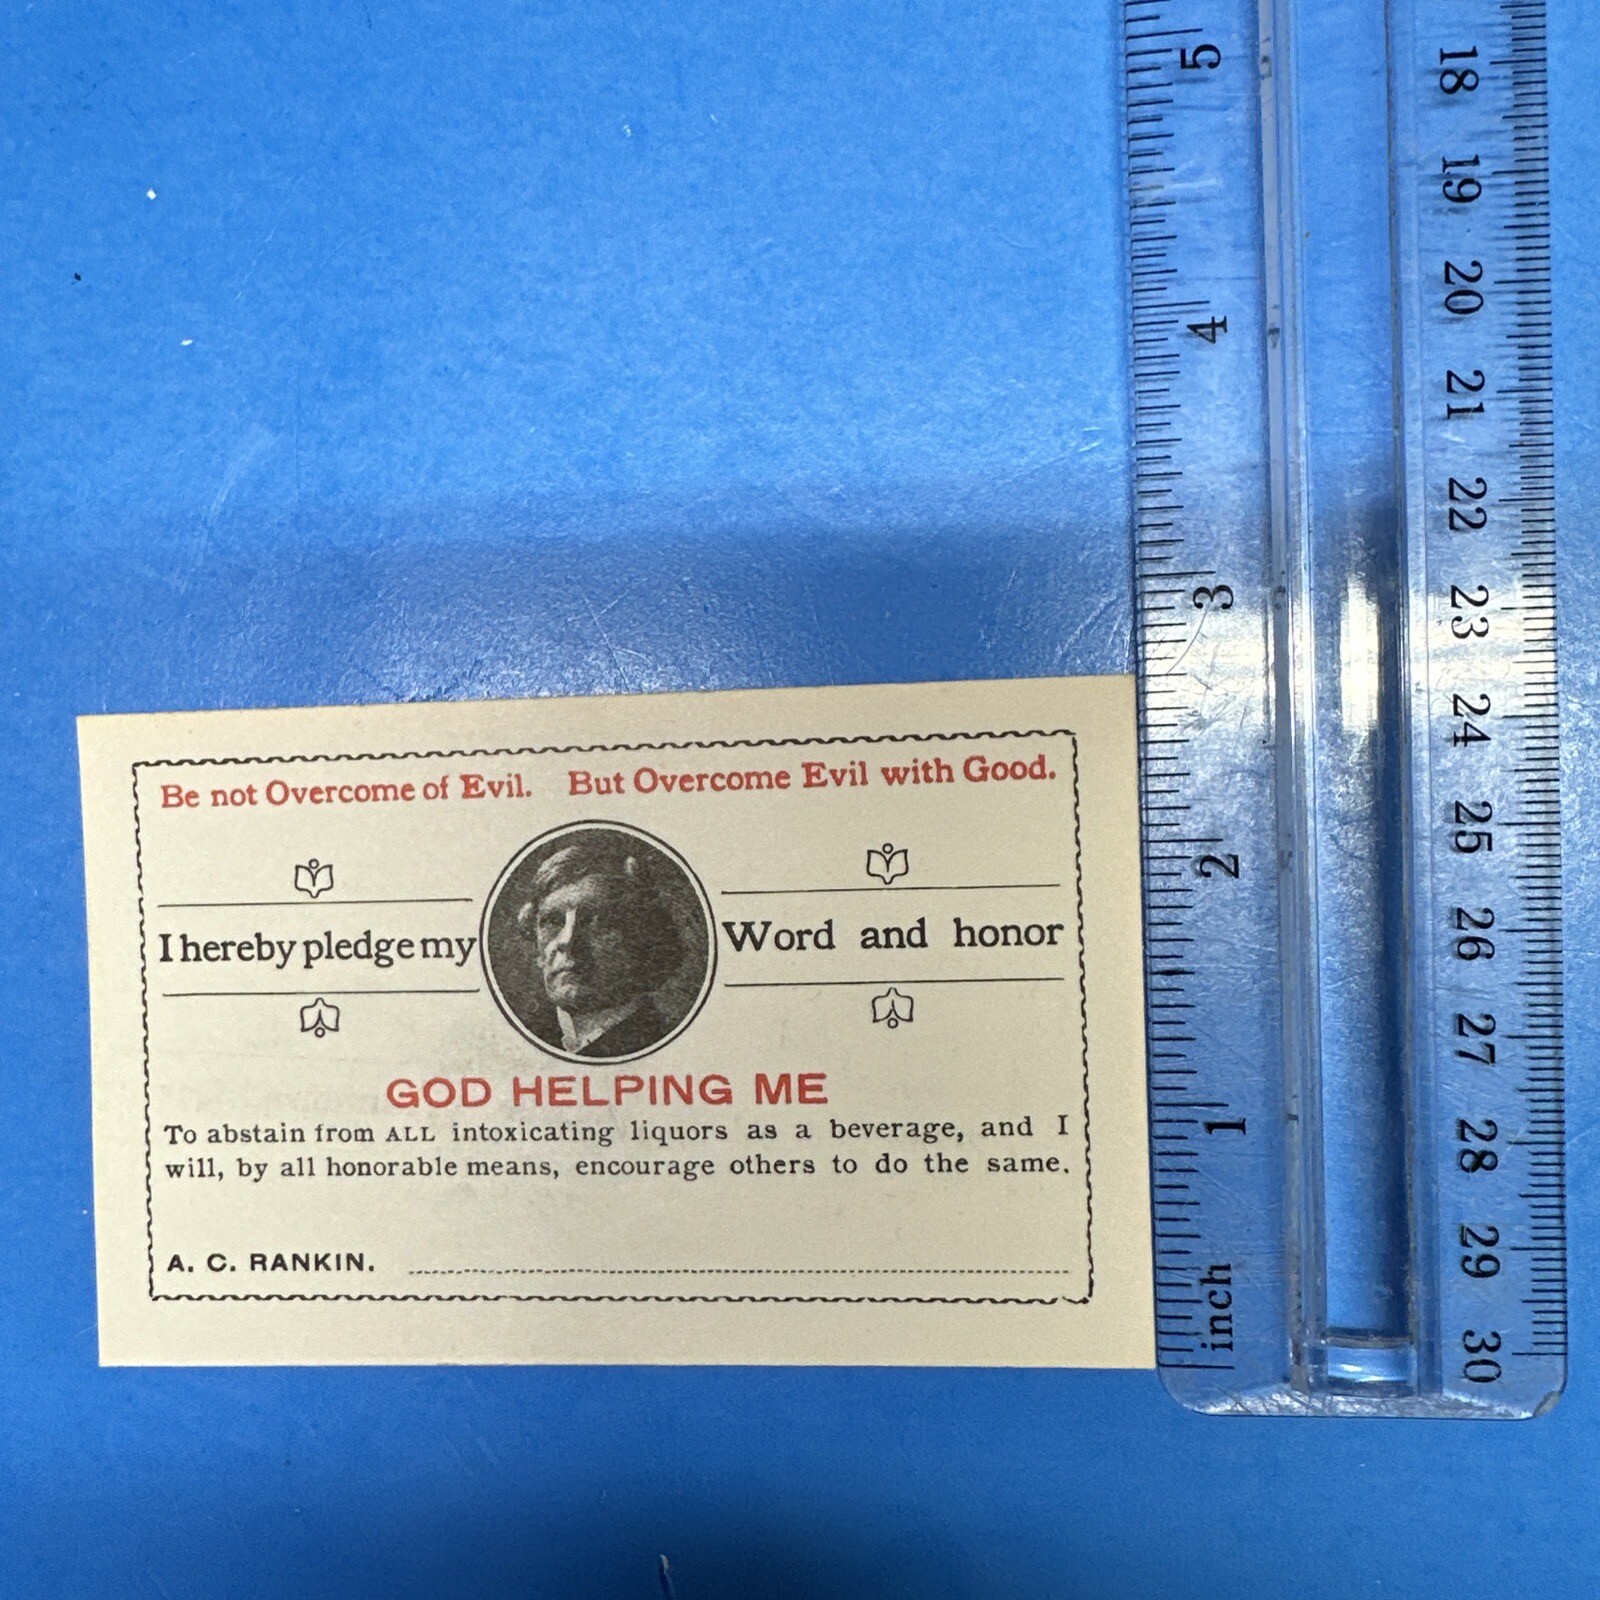 Be not Overcome of Evil. But Overcome Evil with Good.
I hereby pledge my Word and honor
GOD HELPING ME
To abstain from ALL intoxicating liquors as a beverage, and I
will, by all honorable means, encourage others to do the same.
A. C. RANKIN.
5
4
3
2
1
inch
18
19
20
21
22
23
24
25
26
27
28
29
30